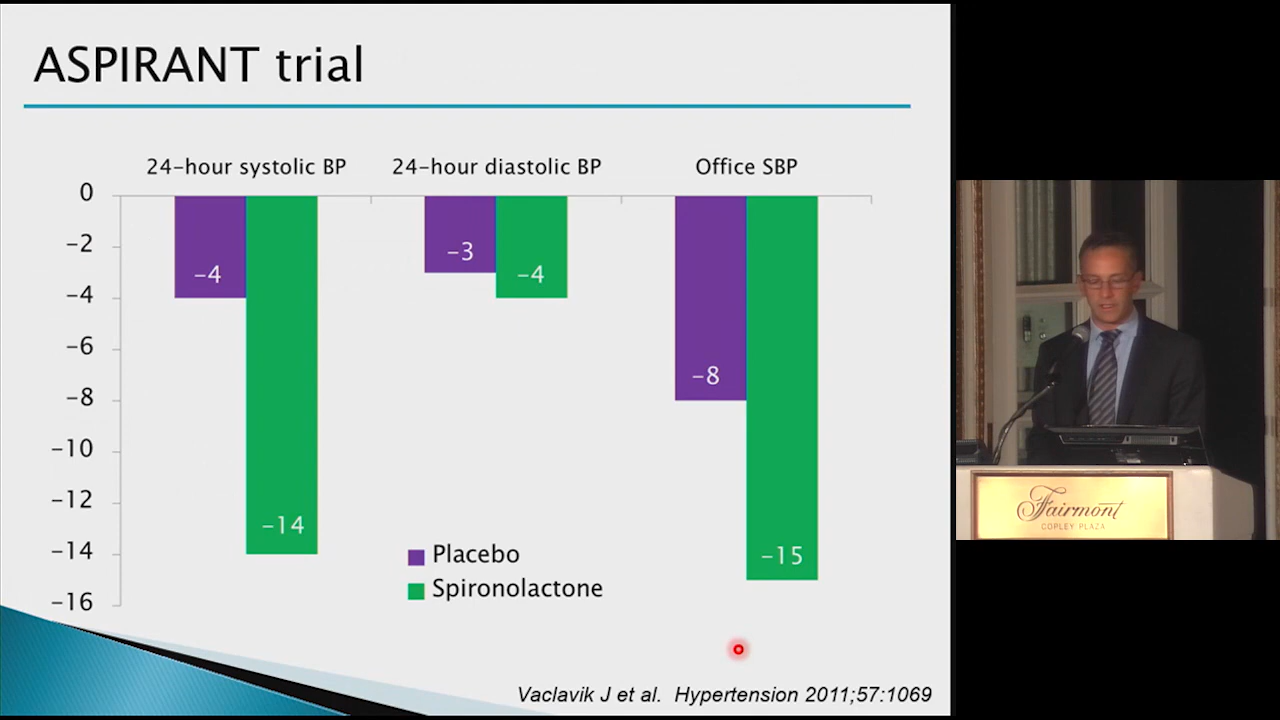 ASPIRANT trial
24-hour systolic BP 24-hour diastolic BP Office SBP
0
-2
-4
-6
-8
-10
-12
-14
-16
-4
-14
-3
-4
-8
-15
Placebo
Spironolactone
Vaclavik J et al. Hypertension 2011;57:1069
Fairmont
COPLEY PLAZA